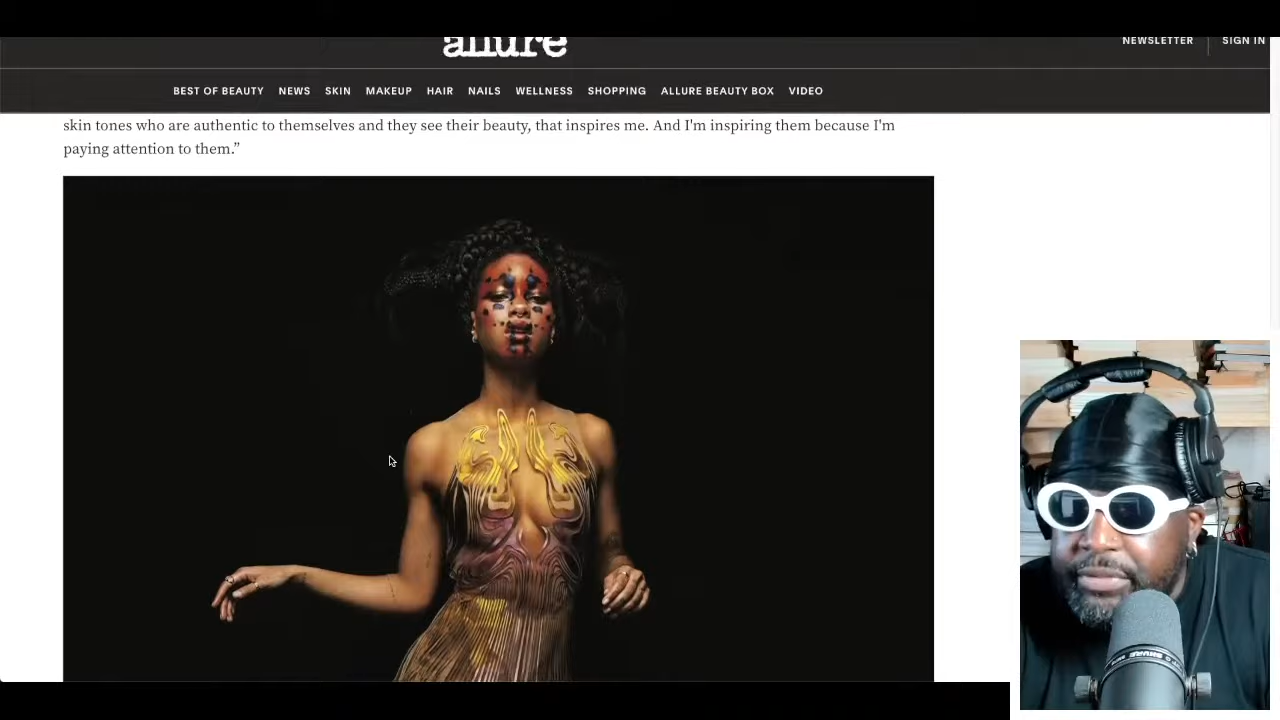 allure
NEWSLETTER
SIGN IN
BEST OF BEAUTY NEWS SKIN MAKEUP HAIR NAILS WELLNESS SHOPPING ALLURE BEAUTY BOX VIDEO
skin tones who are authentic to themselves and they see their beauty, that inspires me. And I'm inspiring them because I'm
paying attention to them.”
SHURE